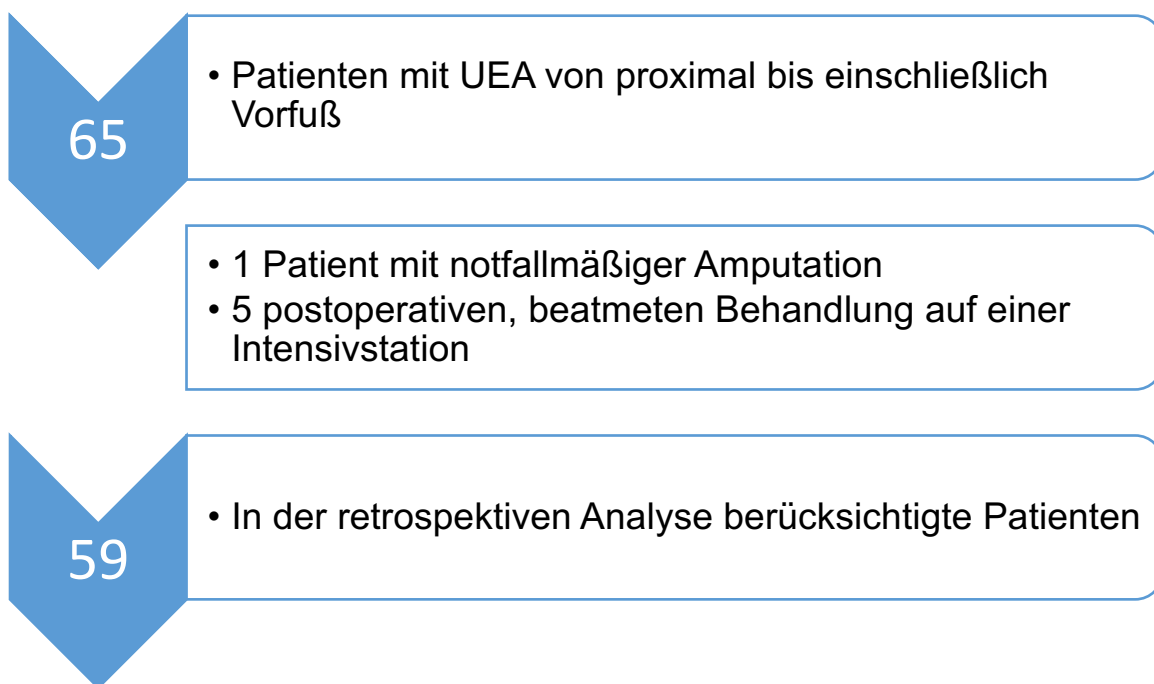 65
• Patienten mit UEA von proximal bis einschließlich
Vorfuß
• 1 Patient mit notfallmäßiger Amputation
• 5 postoperativen, beatmeten Behandlung auf einer
Intensivstation
59
• In der retrospektiven Analyse berücksichtigte Patienten